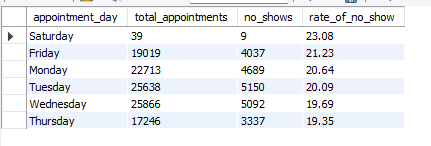 appointment_day total_appointments no_shows rate_of_no_show
Saturday 39 9 23.08
Friday 19019 4037 21.23
Monday 22713 4689 20.64
Tuesday 25638 5150 20.09
Wednesday 25866 5092 19.69
Thursday 17246 3337 19.35